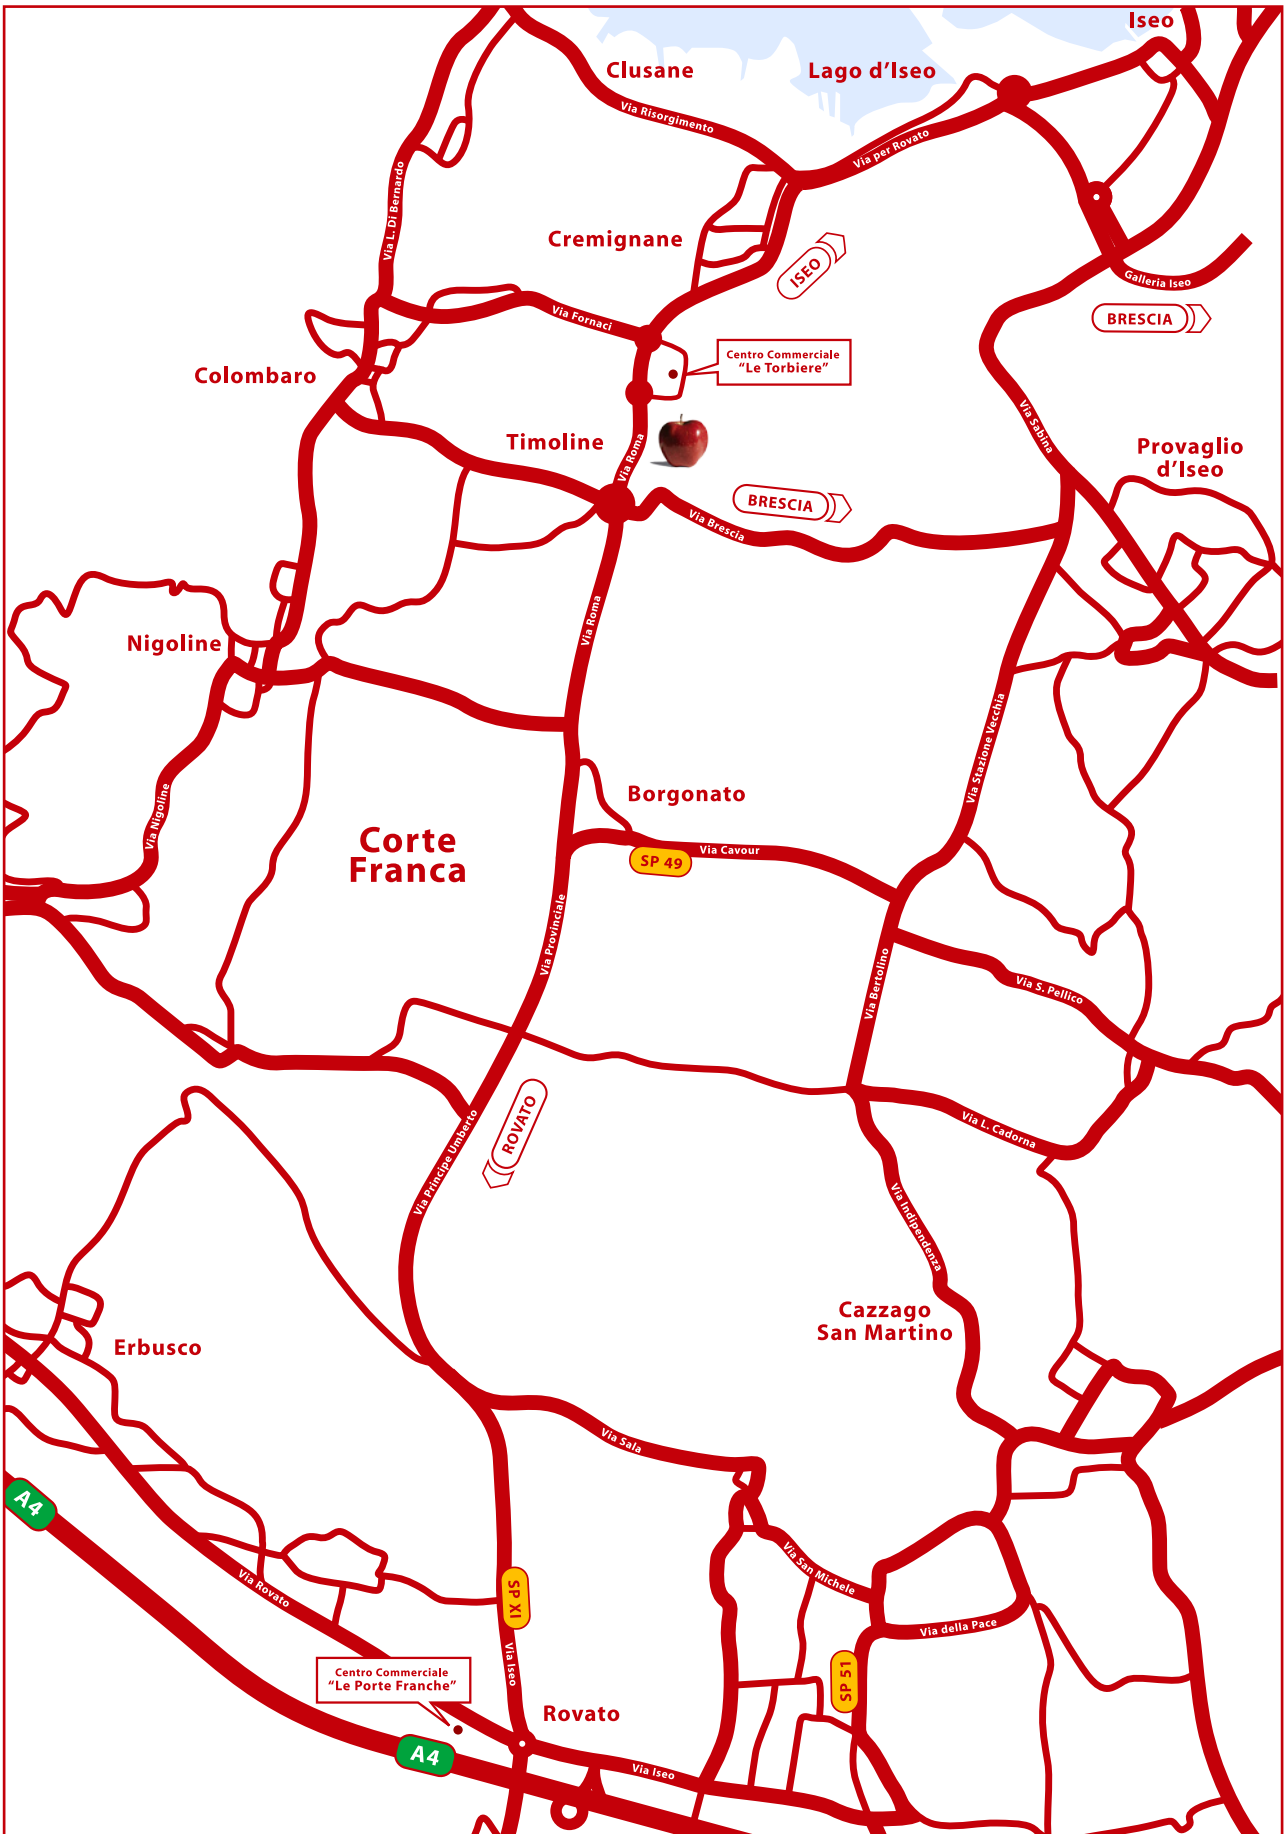 Iseo
Clusane
Lago d'Iseo
Via Risorgimento
Via per Rovato
Via L. Di Bernardo
Cremignane
ISEO
Galleria Iseo
BRESCIA
Via Fornaci
Centro Commerciale
"Le Torbiere"
Colombaro
Timoline
Via Roma
Via Sabina
Provaglio
d'Iseo
BRESCIA
Via Brescia
Via Roma
Nigoline
Via Stazione Vecchia
Via Nigoline
Borgonato
Corte
Franca
Via Cavour
SP 49
Via Provinciale
Via Bertolino
Via S. Pellico
ROVATO
Via Principe Umberto
Via L. Cadorna
Via Indipendenza
Cazzago
San Martino
Erbusco
Via Sala
A4
Via San Michele
Via Rovato
SP XI
Via della Pace
Via Iseo
SP 51
Centro Commerciale
"Le Porte Franche"
Rovato
A4
Via Iseo